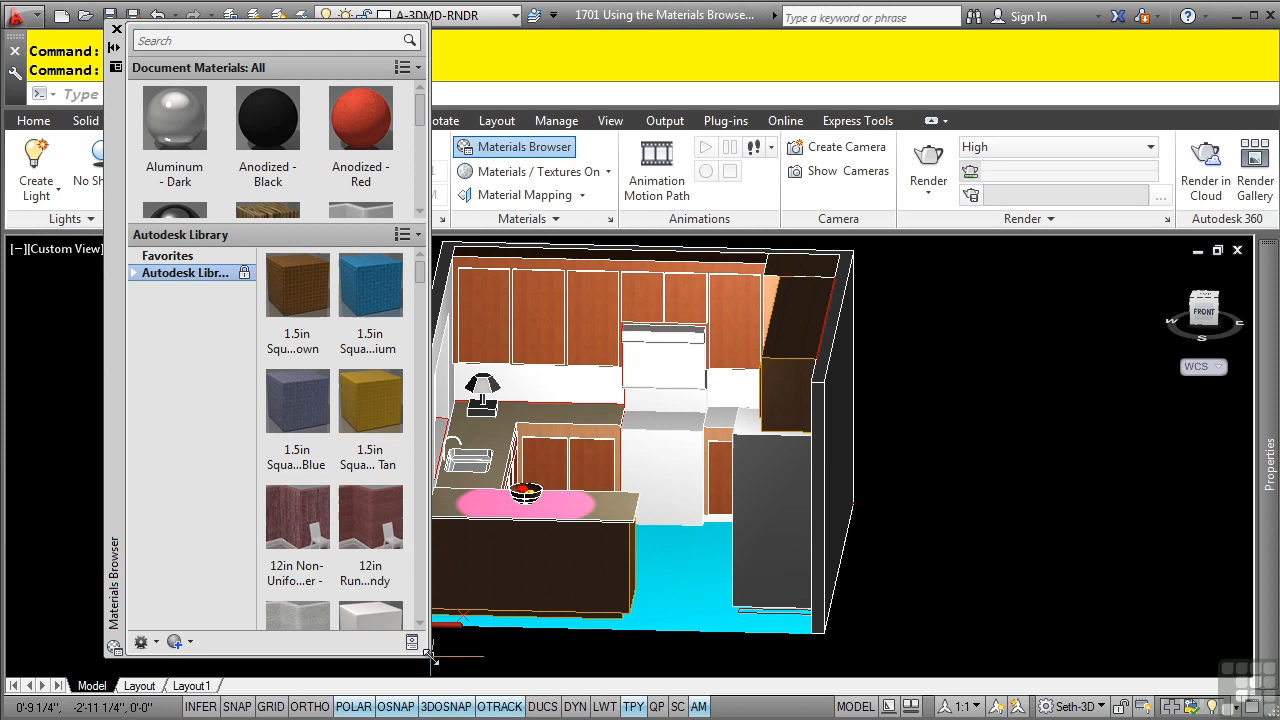 A-3DMD-RNDR
1701 Using the Materials Browse...
Type a keyword or phrase
Sign In
Command:
Command:
Type
Search
Document Materials: All
Aluminum - Dark
Anodized - Black
Anodized - Red
Autodesk Library
Favorites
Autodesk Libr...
1.5in Squ...own
1.5in Squa...ium
1.5in Squa...Blue
1.5in Squa... Tan
12in Non-Unifo...er -
12in Run...ndy
Materials Browser
Home
Solid
otate
Layout
Manage
View
Output
Plug-ins
Online
Express Tools
Create Light
No Sh
Lights
Materials Browser
Materials / Textures On
Material Mapping
Materials
Animation Motion Path
Animations
Create Camera
Show Cameras
Camera
Render
High
Render
Render in Cloud
Render Gallery
Autodesk 360
[−][Custom View]
TOP
FRONT
W
S
E
WCS
Properties
Model
Layout
Layout1
0'-9 1/4", -2'-11 1/4", 0'-0"
INFER SNAP GRID ORTHO POLAR OSNAP 3DOSNAP OTRACK DUCS DYN LWT TPY QP SC AM
MODEL
1:1
Seth-3D